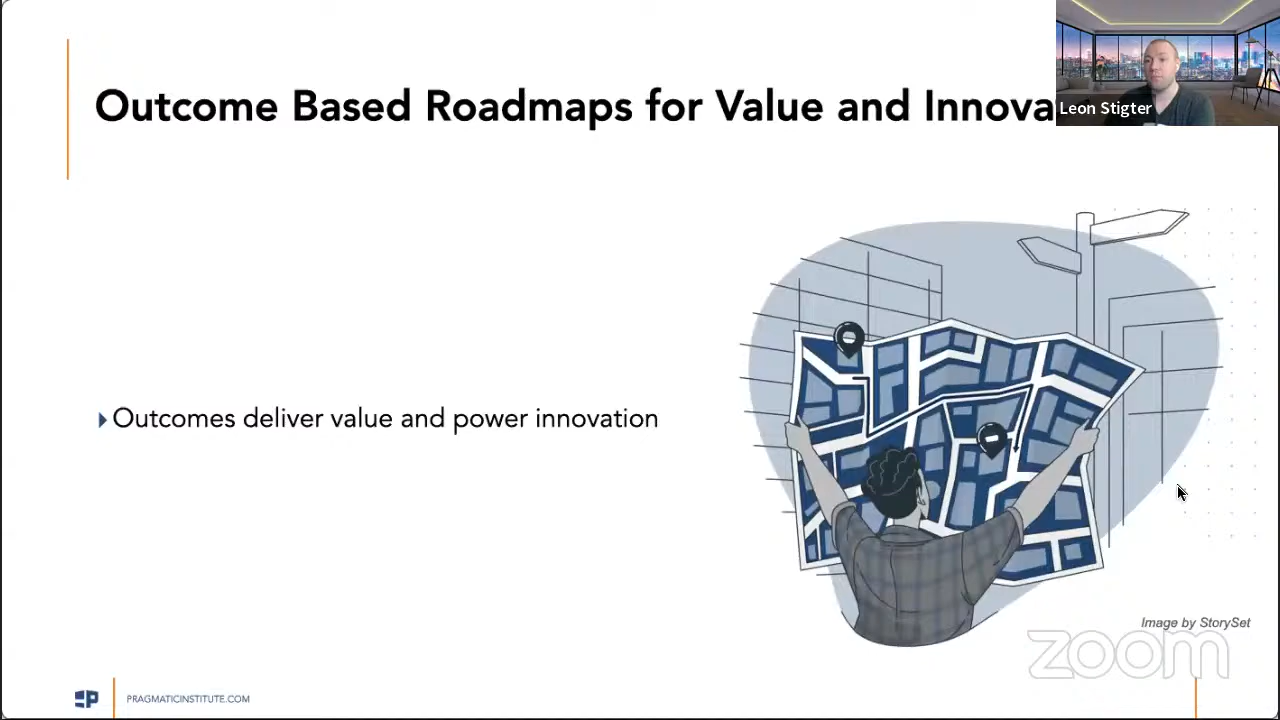 Outcome Based Roadmaps for Value and Innova
Leon Stigter
Outcomes deliver value and power innovation
Image by StorySet
zoom
PRAGMATICINSTITUTE.COM